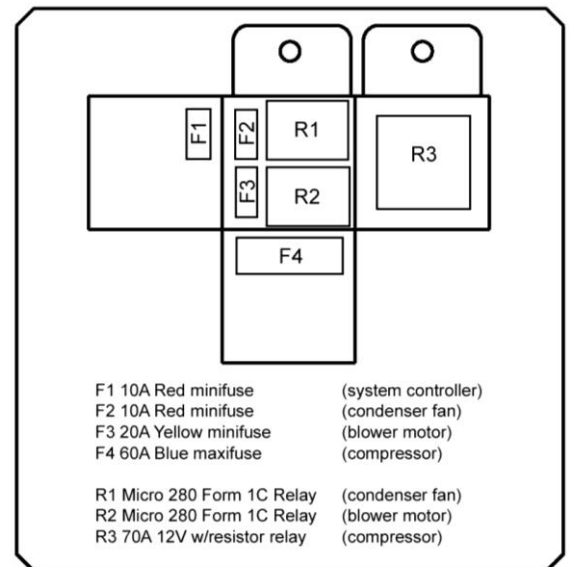 F1
F2
R1
R3
F3
R2
F4
F1 10A Red minifuse (system controller)
F2 10A Red minifuse (condenser fan)
F3 20A Yellow minifuse (blower motor)
F4 60A Blue maxifuse (compressor)
R1 Micro 280 Form 1C Relay (condenser fan)
R2 Micro 280 Form 1C Relay (blower motor)
R3 70A 12V w/resistor relay (compressor)